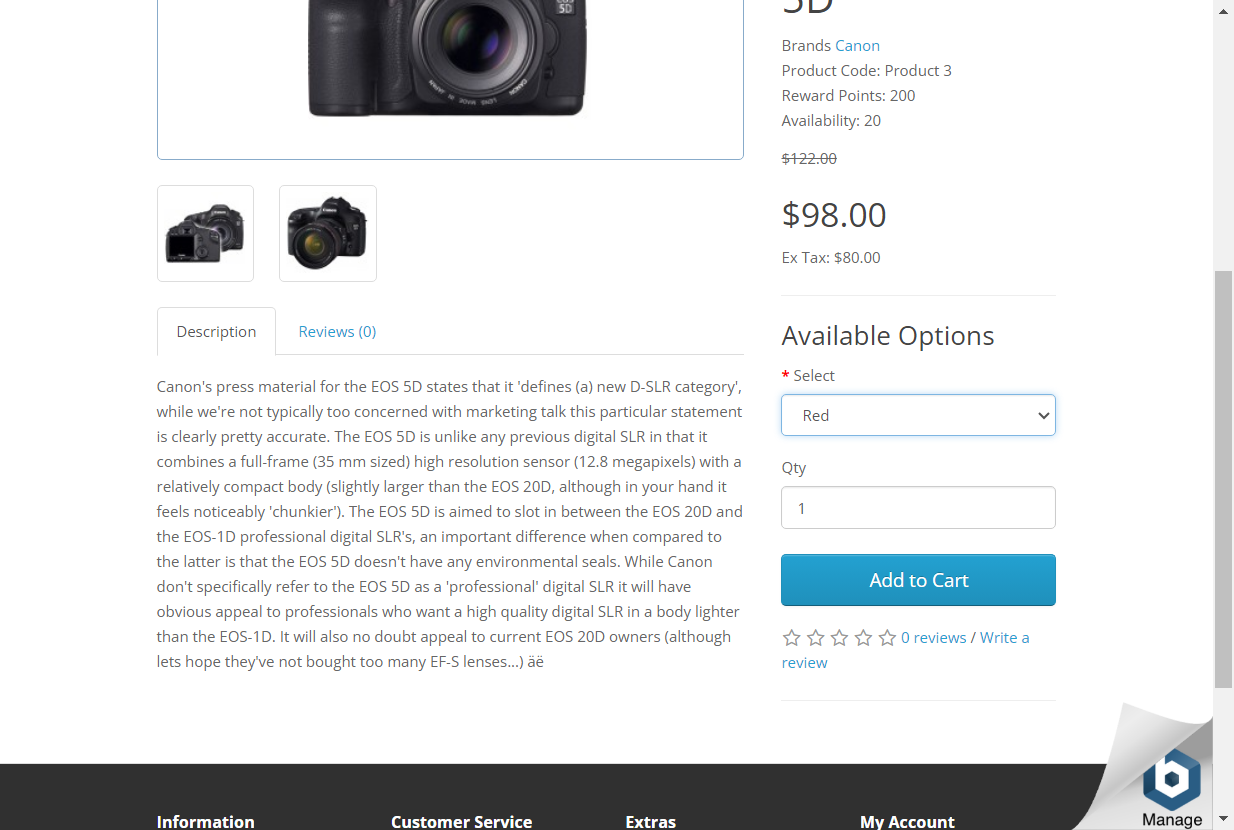 5D
Brands Canon
Product Code: Product 3
Reward Points: 200
Availability: 20
$122.00
$98.00
Ex Tax: $80.00
Available Options
* Select
Red
Qty
1
Add to Cart
0 reviews / Write a
review
EOS
5D
CANON LENS MADE IN JAPAN
Description
Reviews (0)
Canon's press material for the EOS 5D states that it 'defines (a) new D-SLR category',
while we're not typically too concerned with marketing talk this particular statement
is clearly pretty accurate. The EOS 5D is unlike any previous digital SLR in that it
combines a full-frame (35 mm sized) high resolution sensor (12.8 megapixels) with a
relatively compact body (slightly larger than the EOS 20D, although in your hand it
feels noticeably 'chunkier'). The EOS 5D is aimed to slot in between the EOS 20D and
the EOS-1D professional digital SLR's, an important difference when compared to
the latter is that the EOS 5D doesn't have any environmental seals. While Canon
don't specifically refer to the EOS 5D as a 'professional' digital SLR it will have
obvious appeal to professionals who want a high quality digital SLR in a body lighter
than the EOS-1D. It will also no doubt appeal to current EOS 20D owners (although
lets hope they've not bought too many EF-S lenses...) äë
Information
Customer Service
Extras
My Account
Manage